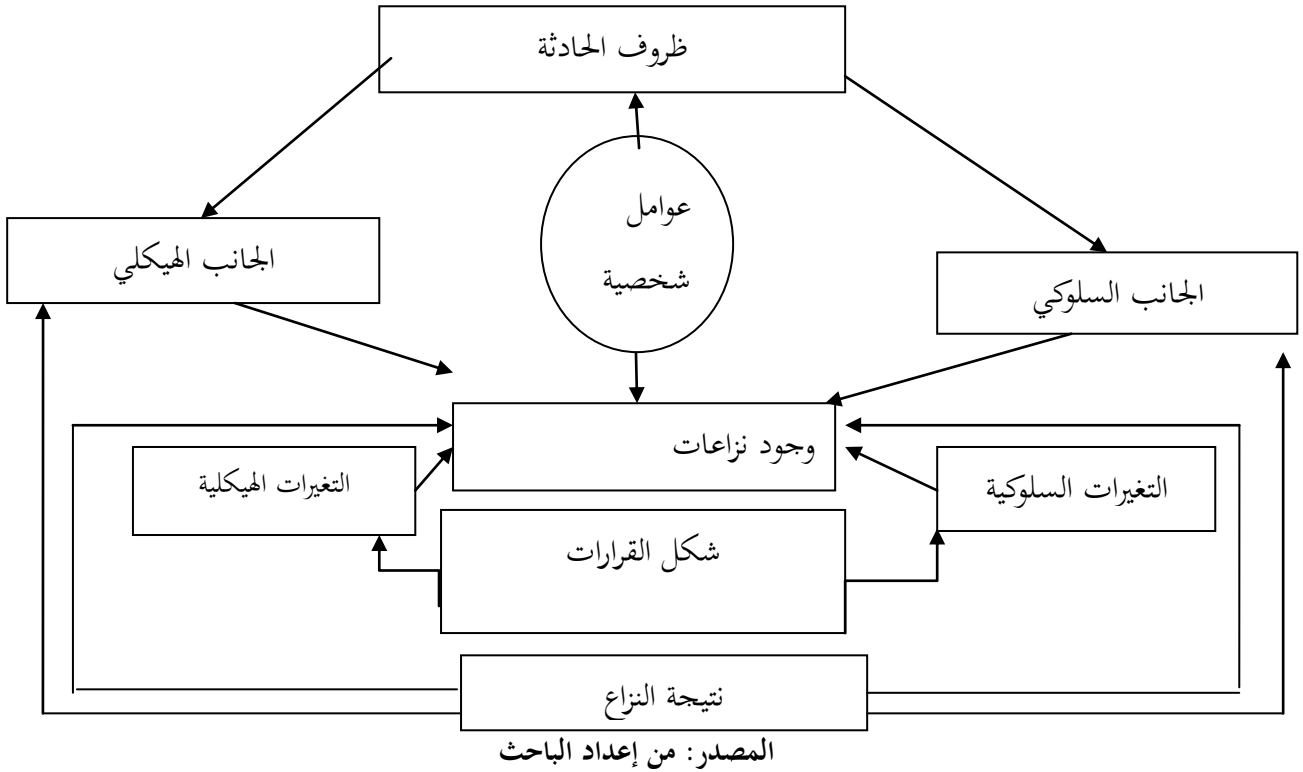 ظروف الحادثة
عوامل
شخصية
الجانب السلوكي
الجانب الهيكلي
وجود نزاعات
التغيرات السلوكية
التغيرات الهيكلية
شكل القرارات
نتيجة النزاع
المصدر: من إعداد الباحث